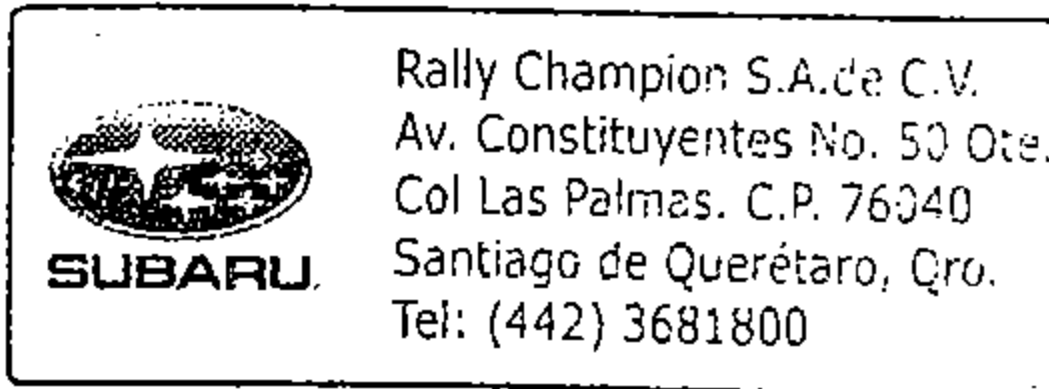 SUBARU.
Rally Champion S.A.de C.V.
Av. Constituyentes No. 50 Ote.
Col Las Palmas. C.P. 76040
Santiago de Querétaro, Qro.
Tel: (442) 3681800